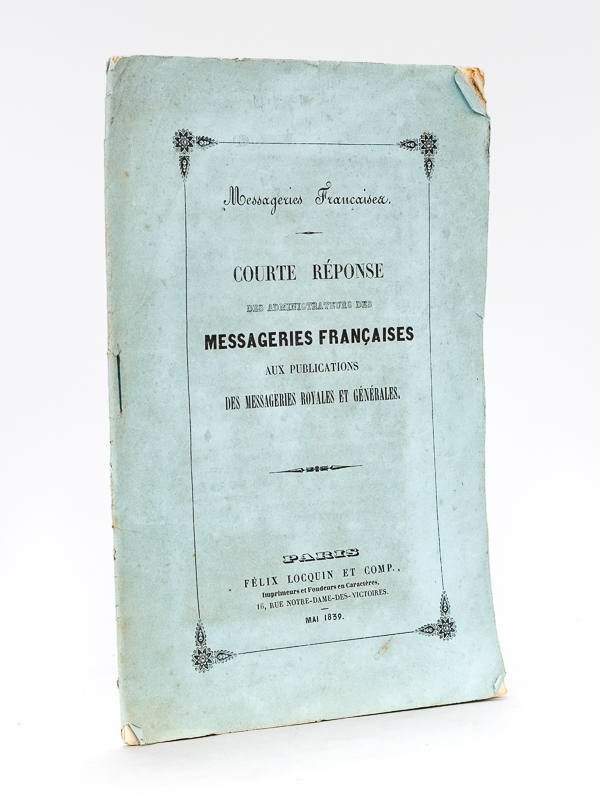 Messageries Françaises.
COURTE RÉPONSE
DES ADMINISTRATEURS DES
MESSAGERIES FRANÇAISES
AUX PUBLICATIONS
DES MESSAGERIES ROYALES ET GÉNÉRALES.
PARIS
FÉLIX LOCQUIN ET COMP.,
Imprimeurs et Fondeurs en Caractères,
16, RUE NOTRE-DAME-DES-VICTOIRES.
MAI 1839.